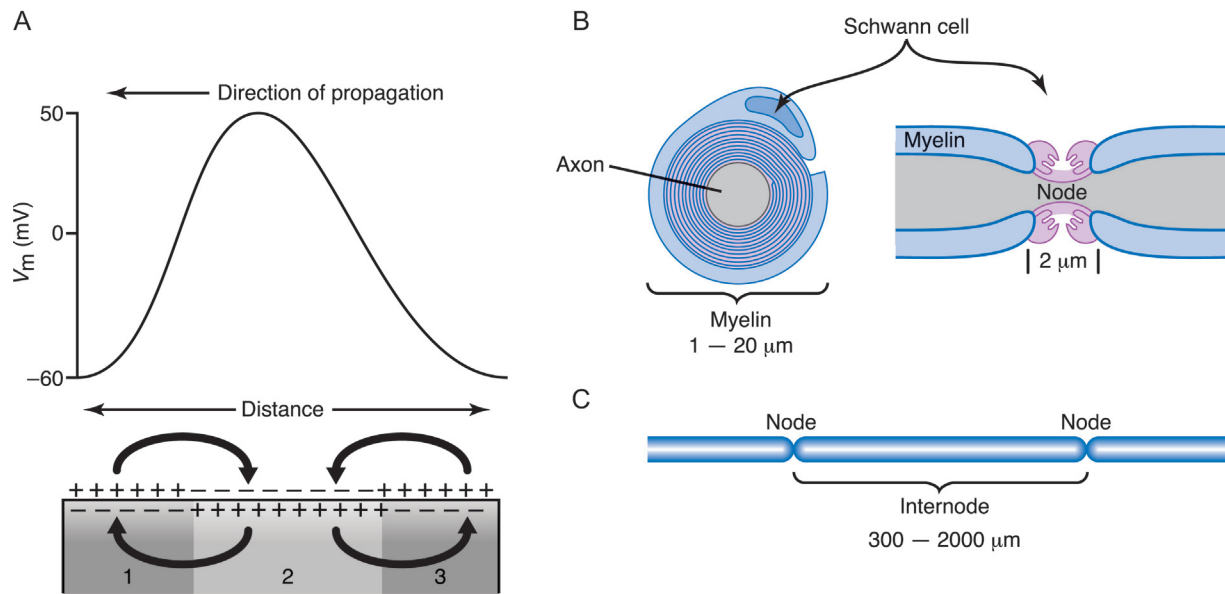 A
Direction of propagation
50
0
−60
Vm (mV)
Distance
+ + + + + + − − − − − − − − − + + + + + +
− − − − − − + + + + + + + + + + − − − − −
1 2 3
B
Schwann cell
Axon
Myelin
1 — 20 μm
Myelin
Node
2 μm
C
Node Node
Internode
300 — 2000 μm